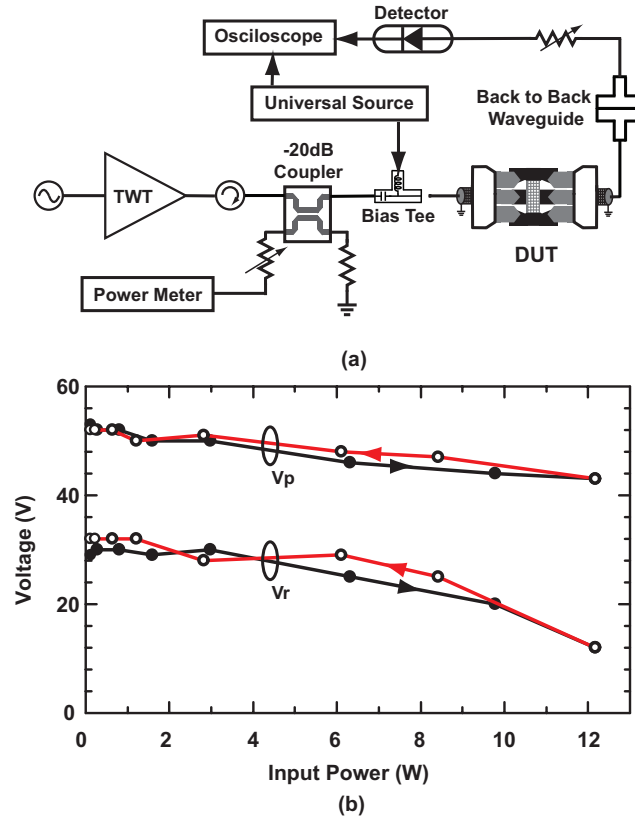 Detector
Osciloscope
Universal Source
Back to Back
Waveguide
-20dB
Coupler
TWT
Bias Tee
DUT
Power Meter
(a)
60
40
20
0
Voltage (V)
Vp
Vr
0 2 4 6 8 10 12
Input Power (W)
(b)